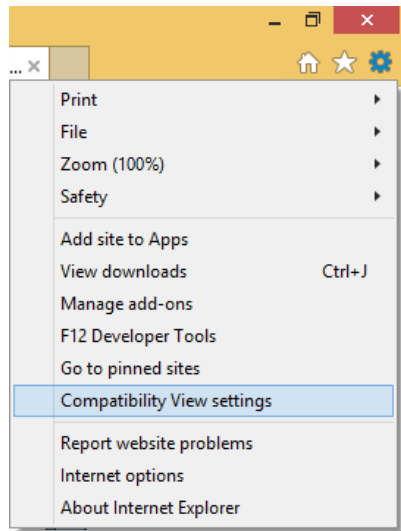 ...
Print
File
Zoom (100%)
Safety
Add site to Apps
View downloads Ctrl+J
Manage add-ons
F12 Developer Tools
Go to pinned sites
Compatibility View settings
Report website problems
Internet options
About Internet Explorer